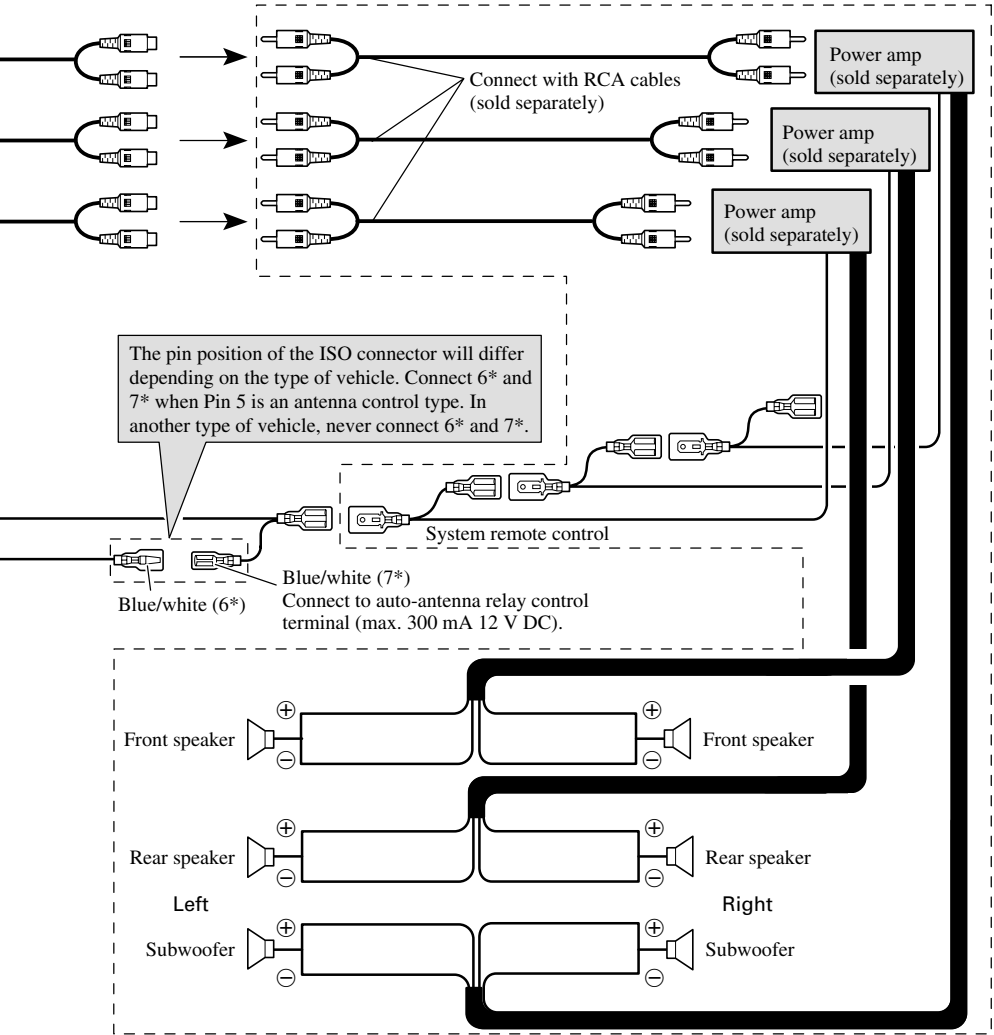 Power amp
(sold separately)
Connect with RCA cables
(sold separately)
Power amp
(sold separately)
Power amp
(sold separately)
The pin position of the ISO connector will differ
depending on the type of vehicle. Connect 6* and
7* when Pin 5 is an antenna control type. In
another type of vehicle, never connect 6* and 7*.
System remote control
Blue/white (7*)
Connect to auto-antenna relay control
terminal (max. 300 mA 12 V DC).
Blue/white (6*)
⊕ ⊕
Front speaker Front speaker
⊖ ⊖
⊕ ⊕
Rear speaker Rear speaker
⊖ ⊖
Left Right
⊕ ⊕
Subwoofer Subwoofer
⊖ ⊖